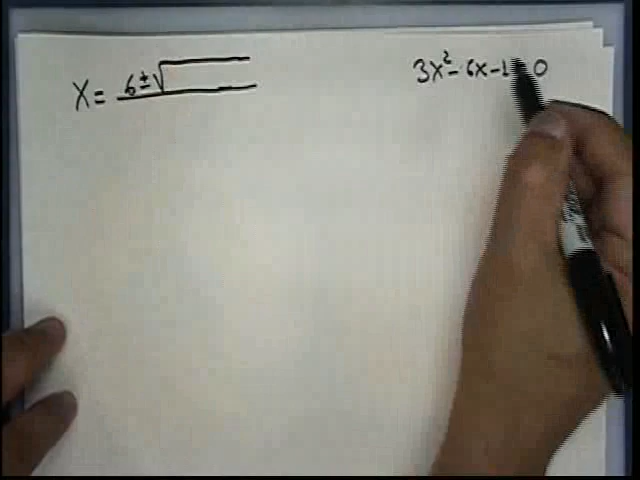 X = 6 ± √
3x² - 6x - 1 = 0